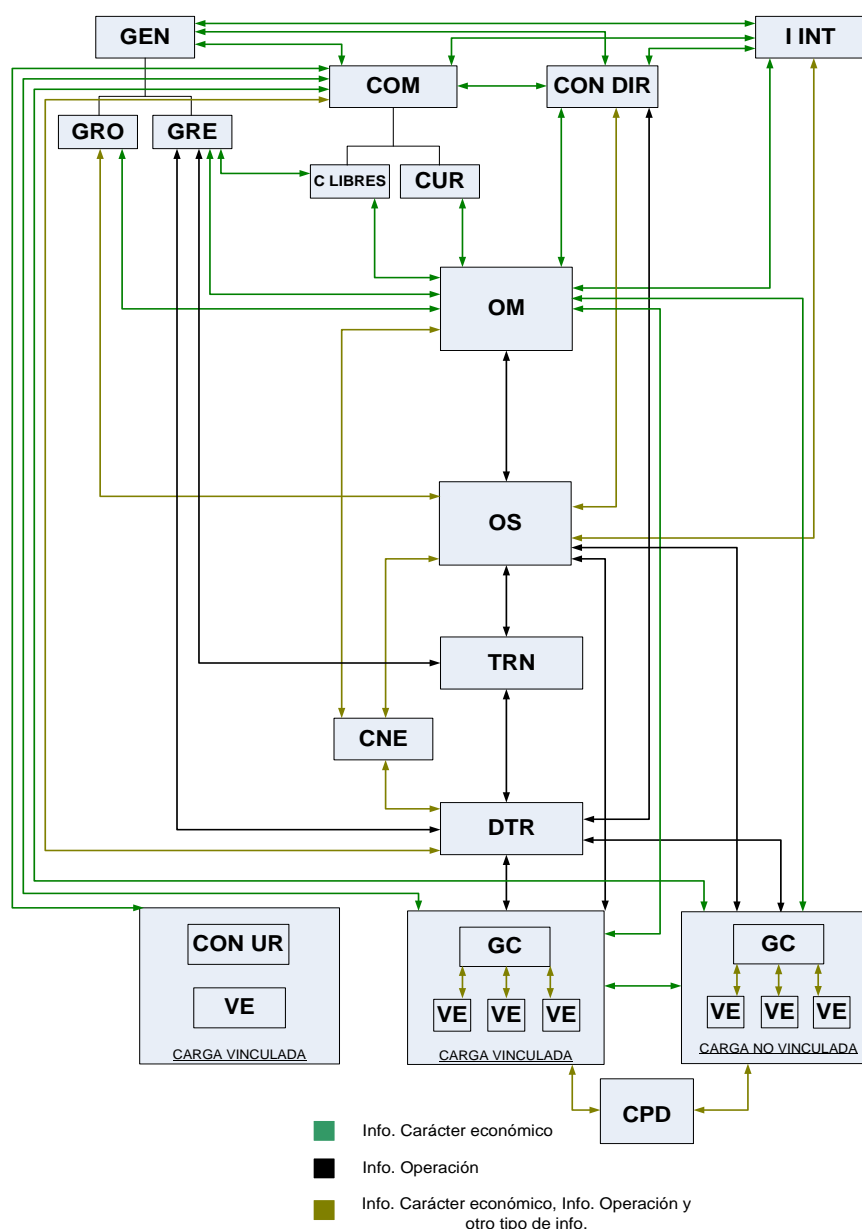 GEN
I INT
COM
CON DIR
GRO
GRE
C LIBRES
CUR
OM
OS
TRN
CNE
DTR
CON UR
VE
CARGA VINCULADA
GC
VE
VE
VE
CARGA VINCULADA
GC
VE
VE
VE
CARGA NO VINCULADA
CPD
Info. Carácter económico
Info. Operación
Info. Carácter económico, Info. Operación y
otro tipo de info.